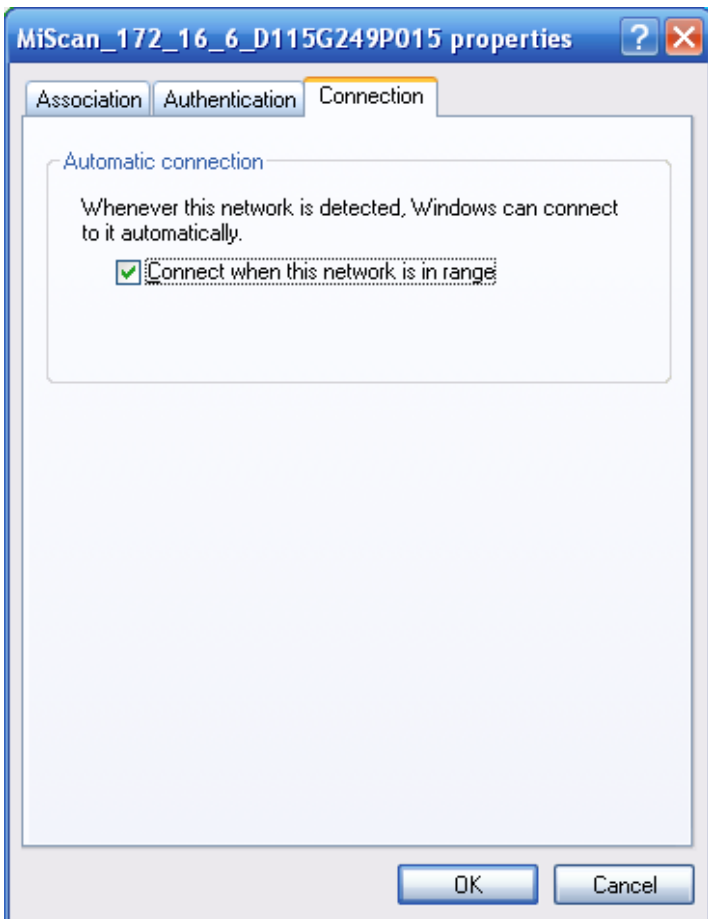 MiScan_172_16_6_D115G249P015 properties
Association Authentication Connection
Automatic connection
Whenever this network is detected, Windows can connect
to it automatically.
Connect when this network is in range
OK Cancel